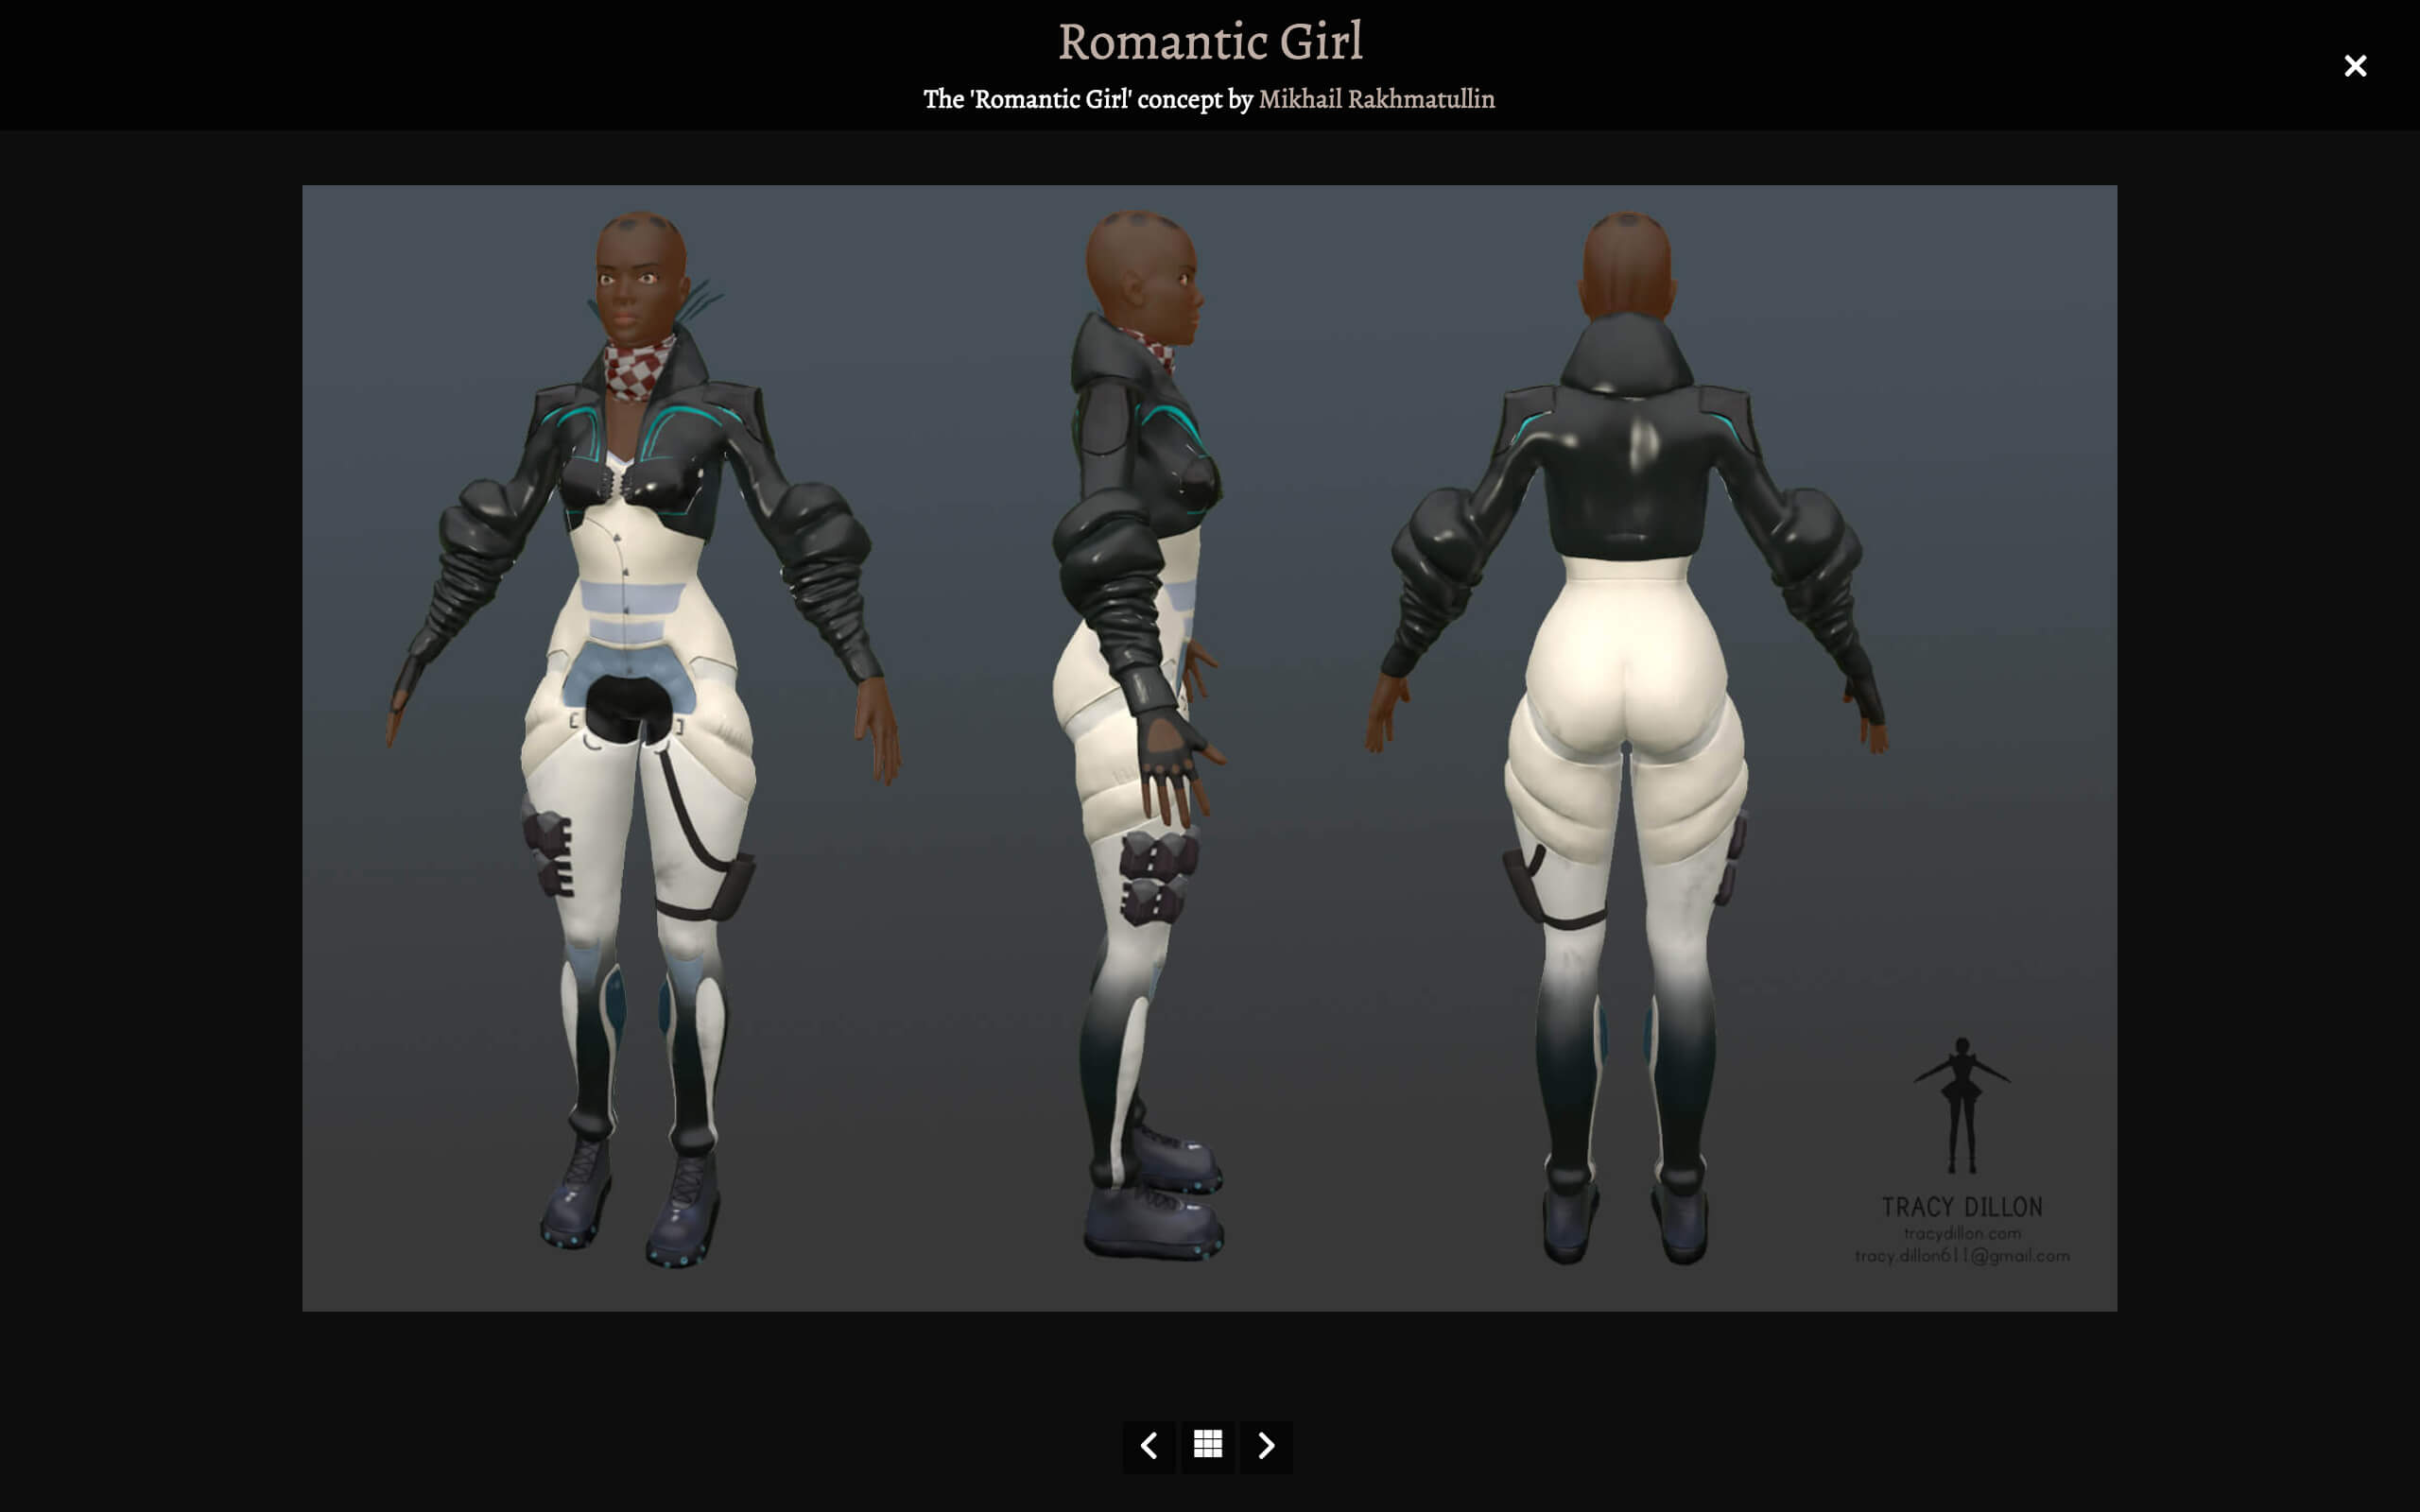 Romantic Girl
The 'Romantic Girl' concept by Mikhail Rakhmatullin
TRACY DILLON
tracydillon.com
tracy.dillon611@gmail.com